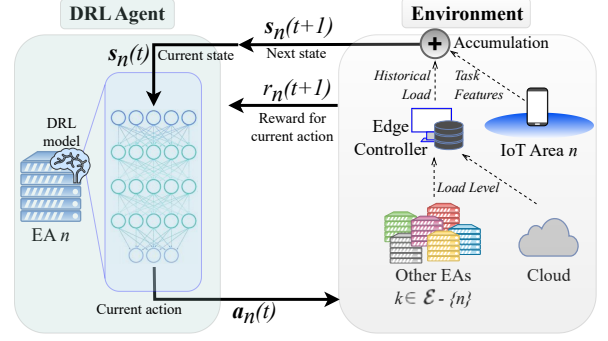 DRL Agent
Environment
s_n(t)
Current state
s_n(t+1)
Next state
Accumulation
Historical
Load
Task
Features
r_n(t+1)
Reward for
current action
DRL
model
EA n
Edge
Controller
IoT Area n
Load Level
Other EAs
k ∈ ℰ - {n}
Cloud
Current action
a_n(t)